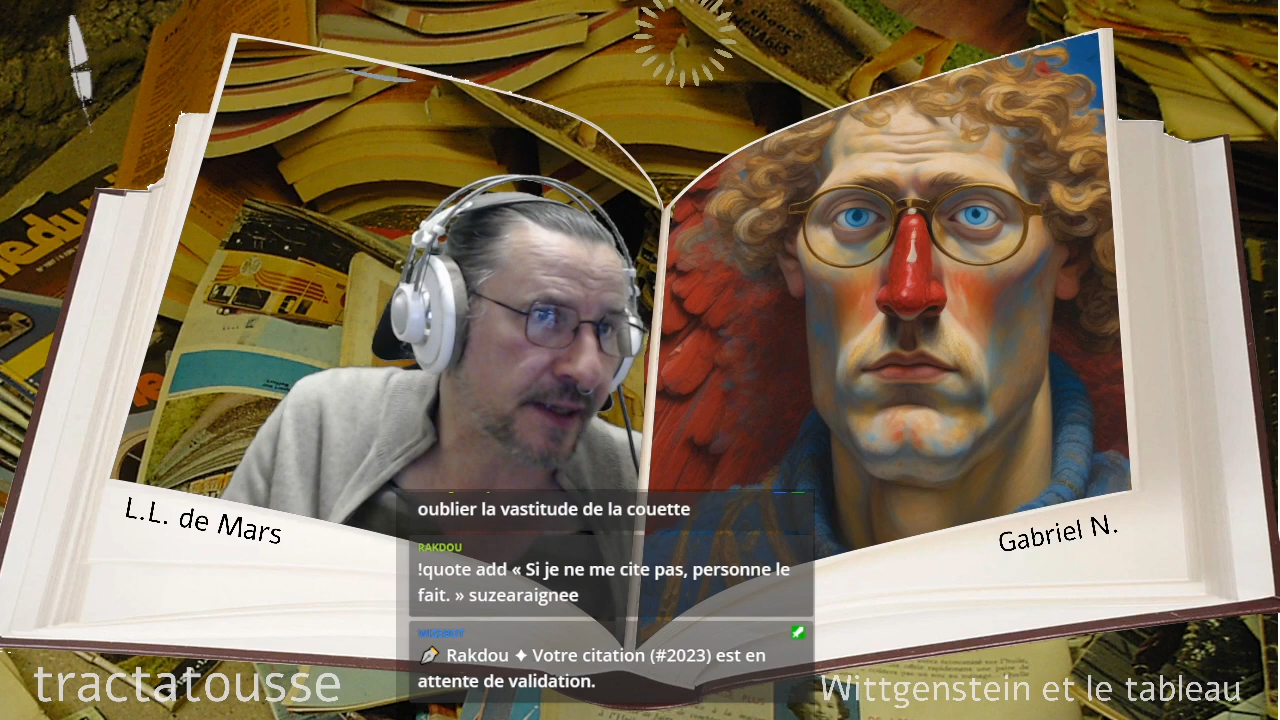 L.L. de Mars
Gabriel N.
oublier la vastitude de la couette
RAKDOU
!quote add « Si je ne me cite pas, personne le
fait. » suzearaignee
🖋 Rakdou ✦ Votre citation (#2023) est en
attente de validation.
tractatousse
Wittgenstein et le tableau